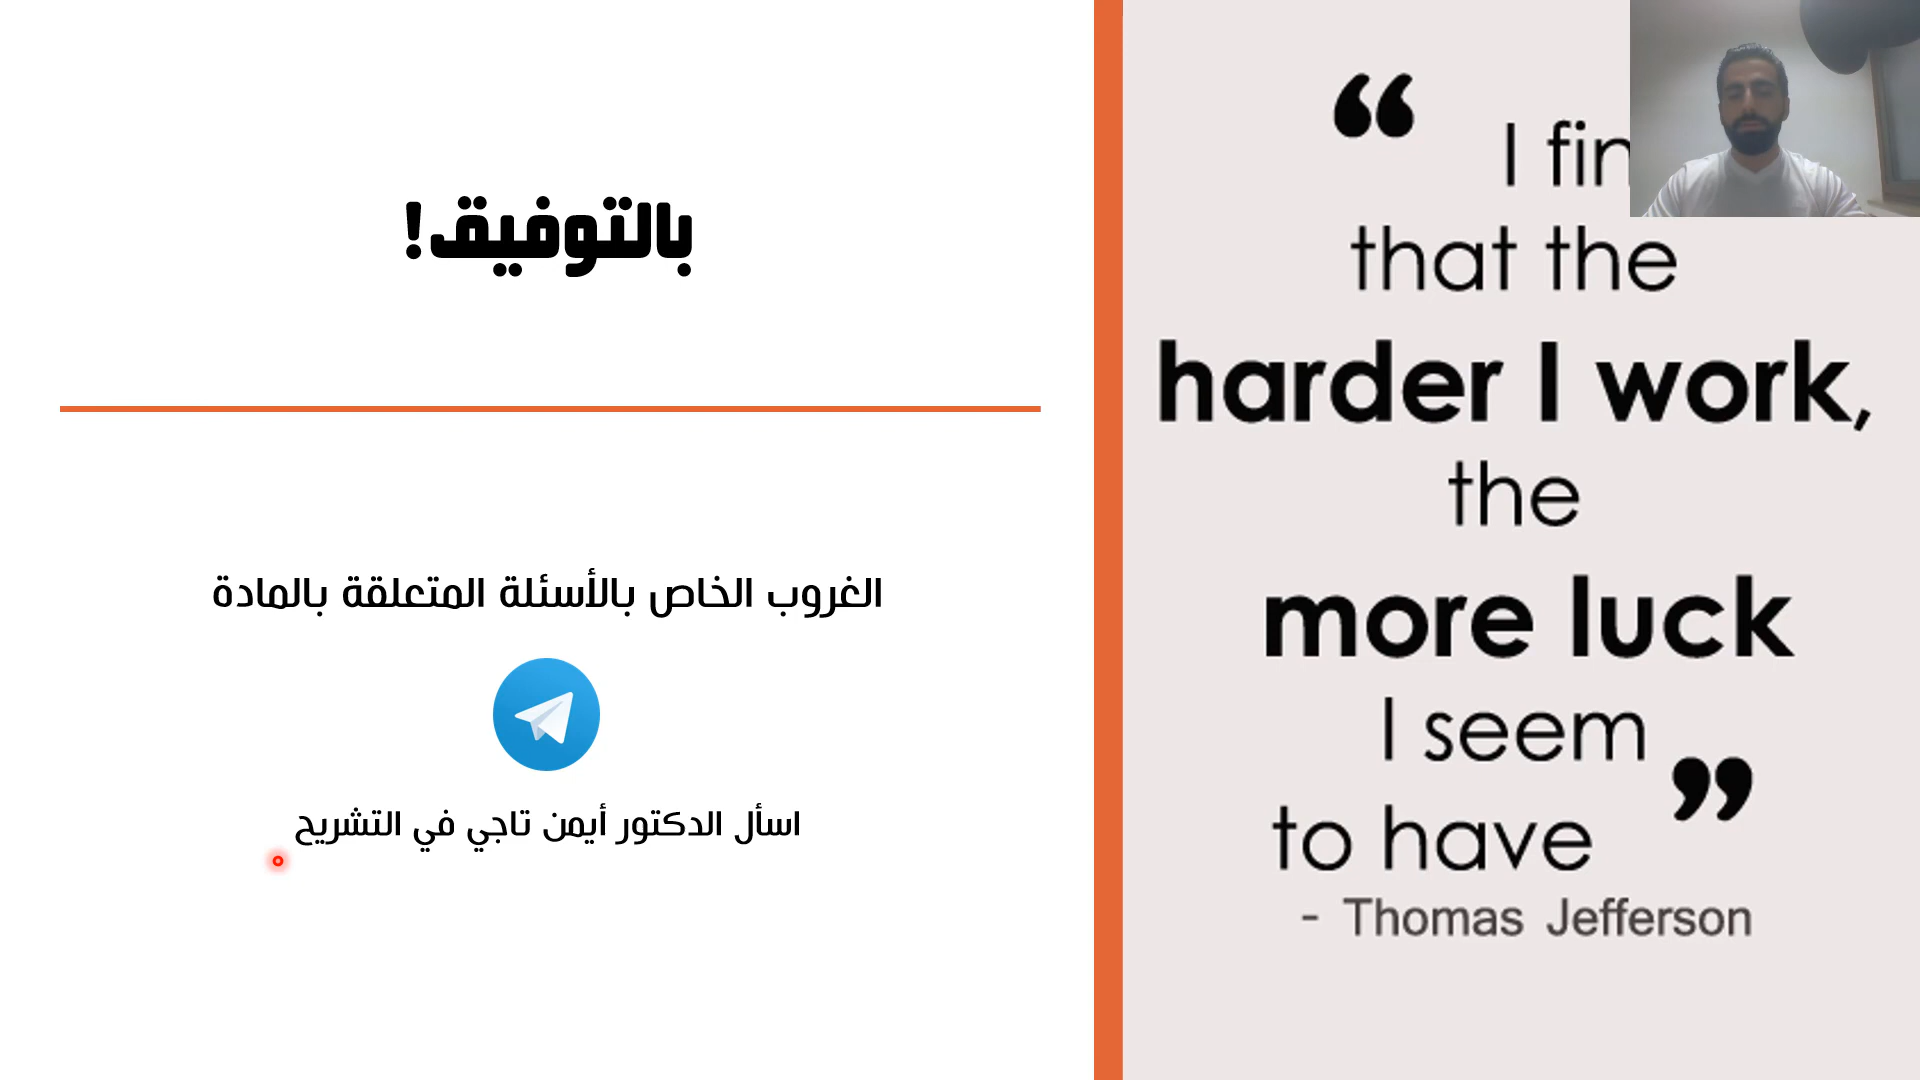 بالتوفيق!
الغروب الخاص بالأسئلة المتعلقة بالمادة
اسأل الدكتور أيمن تاجي في التشريح
“ I fin
that the
harder I work,
the
more luck
I seem
to have ”
- Thomas Jefferson